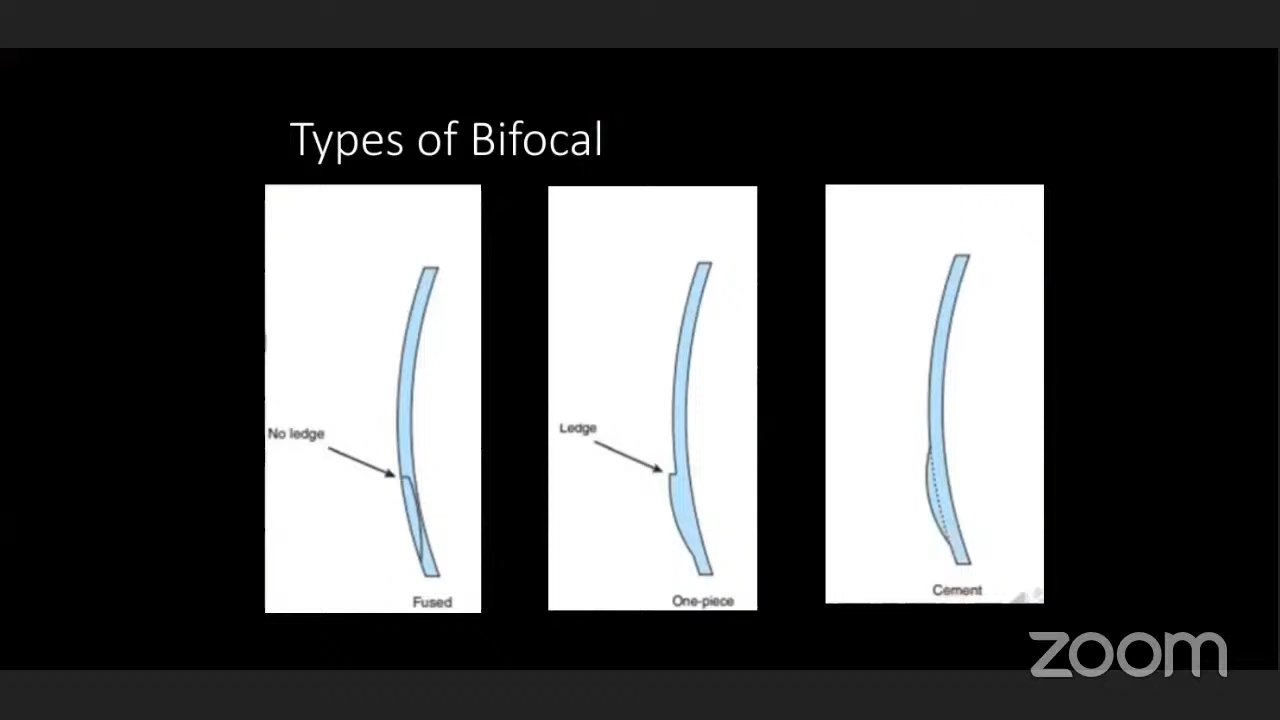 Types of Bifocal
No ledge
Fused
Ledge
One-piece
Cement
zoom